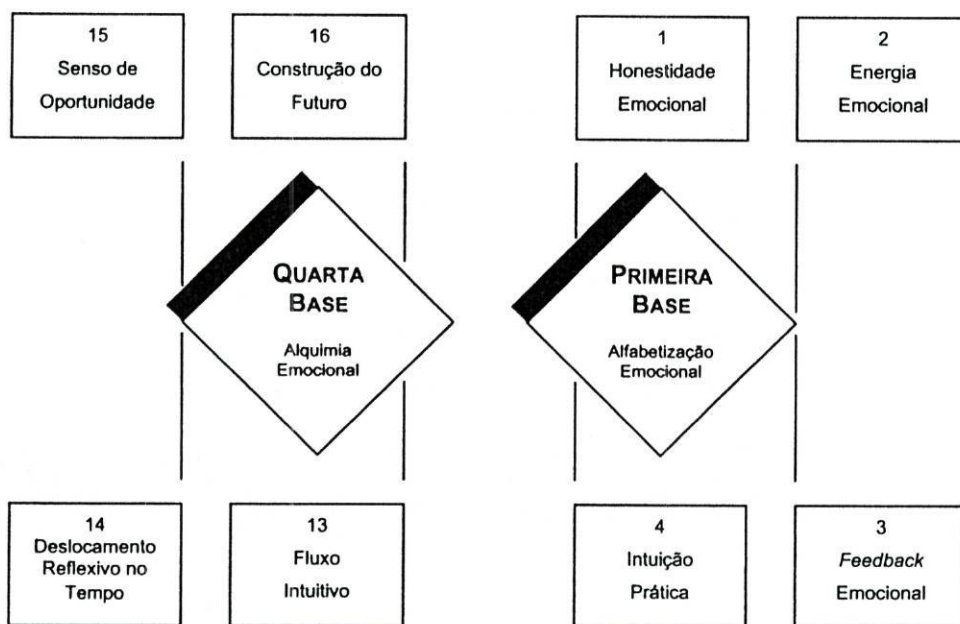 15
Senso de
Oportunidade
16
Construção do
Futuro
1
Honestidade
Emocional
2
Energia
Emocional
QUARTA
BASE
Alquimia
Emocional
PRIMEIRA
BASE
Alfabetização
Emocional
14
Deslocamento
Reflexivo no
Tempo
13
Fluxo
Intuitivo
4
Intuição
Prática
3
Feedback
Emocional